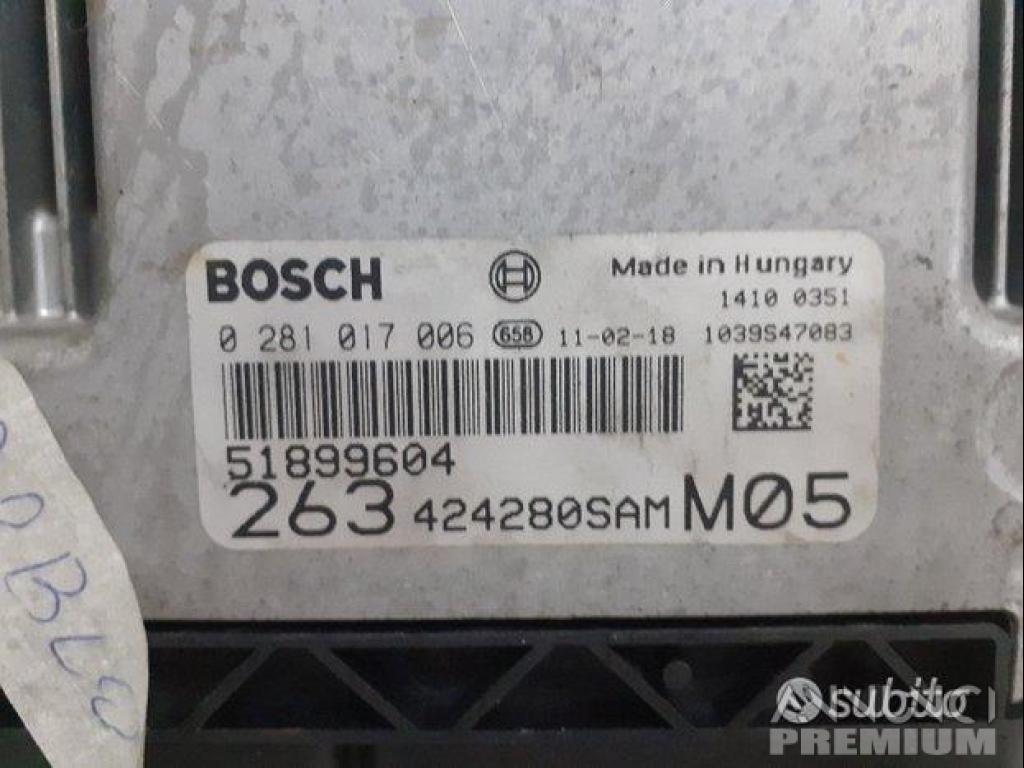 BOSCH
Made in Hungary
1410 0351
0 281 017 006 658 11-02-18 1039S47083
51899604
263 424280SAM M05
subito
PREMIUM